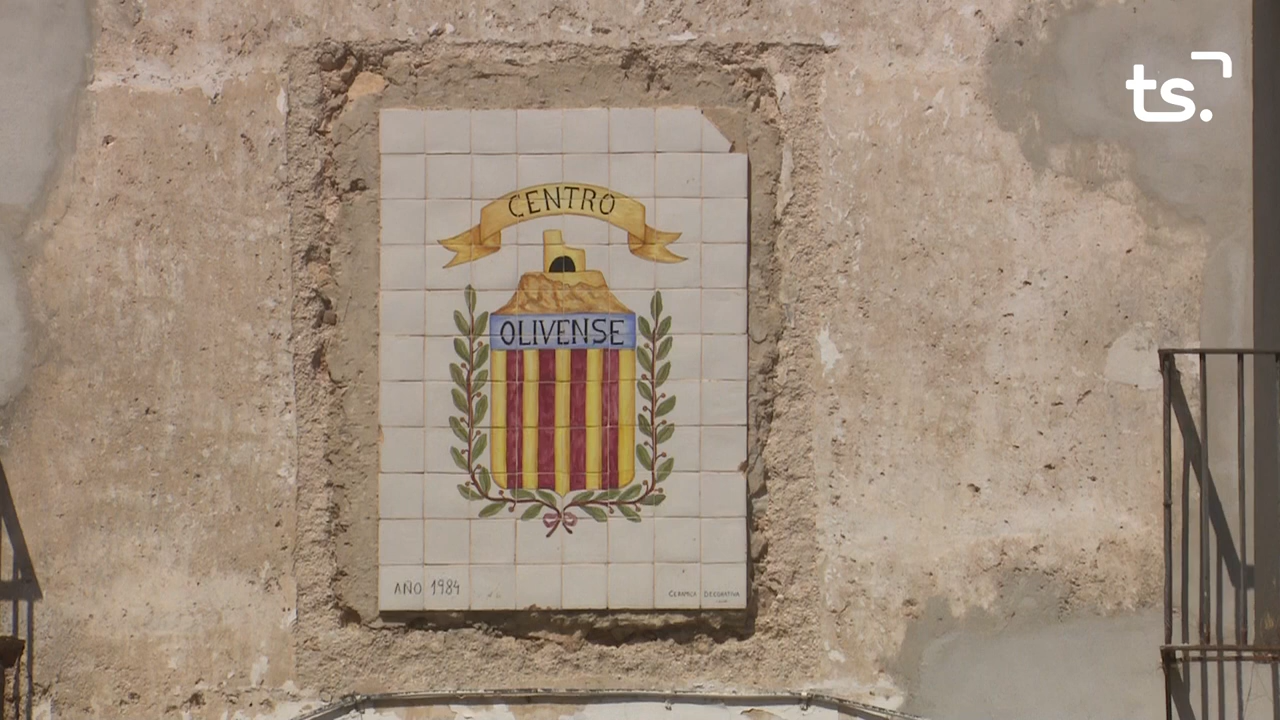 ts.
CENTRO
OLIVENSE
AÑO 1984
CERAMICA DECORATIVA